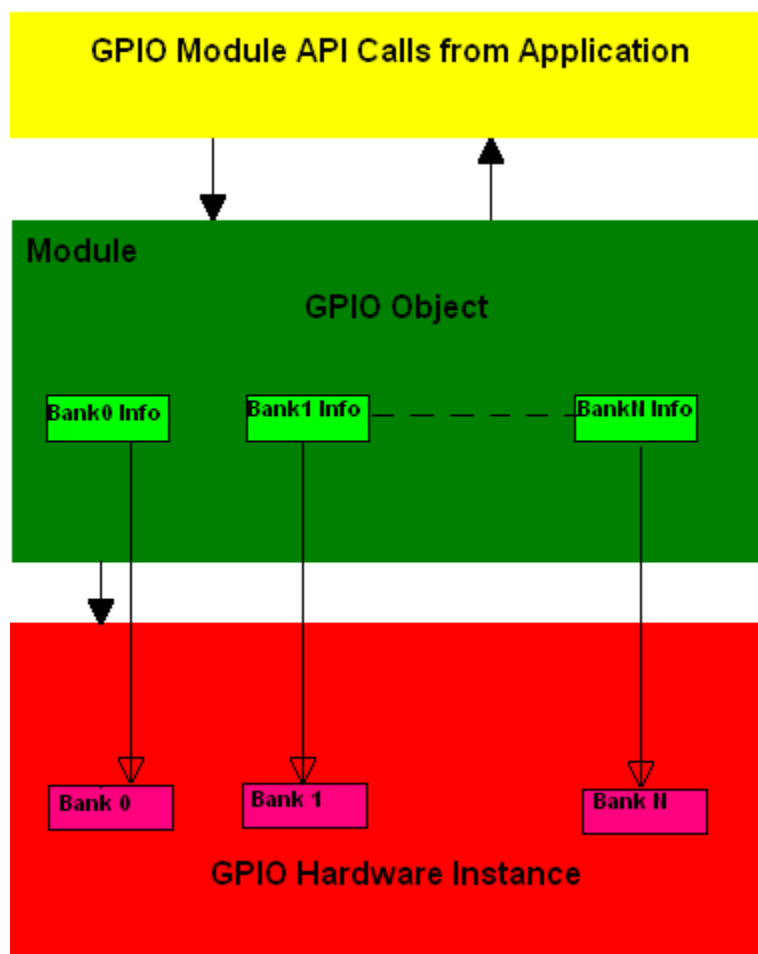 GPIO Module API Calls from Application
Module
GPIO Object
Bank0 Info
Bank1 Info
BankN Info
Bank 0
Bank 1
Bank N
GPIO Hardware Instance